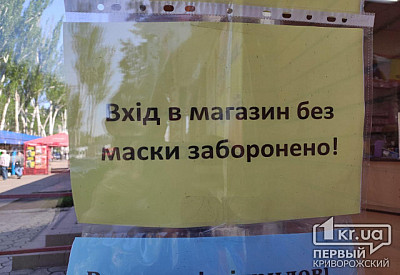 Вхід в магазин без
маски заборонено!
1kr.ua
ПЕРВЫЙ
КРИВОРОЖСКИЙ